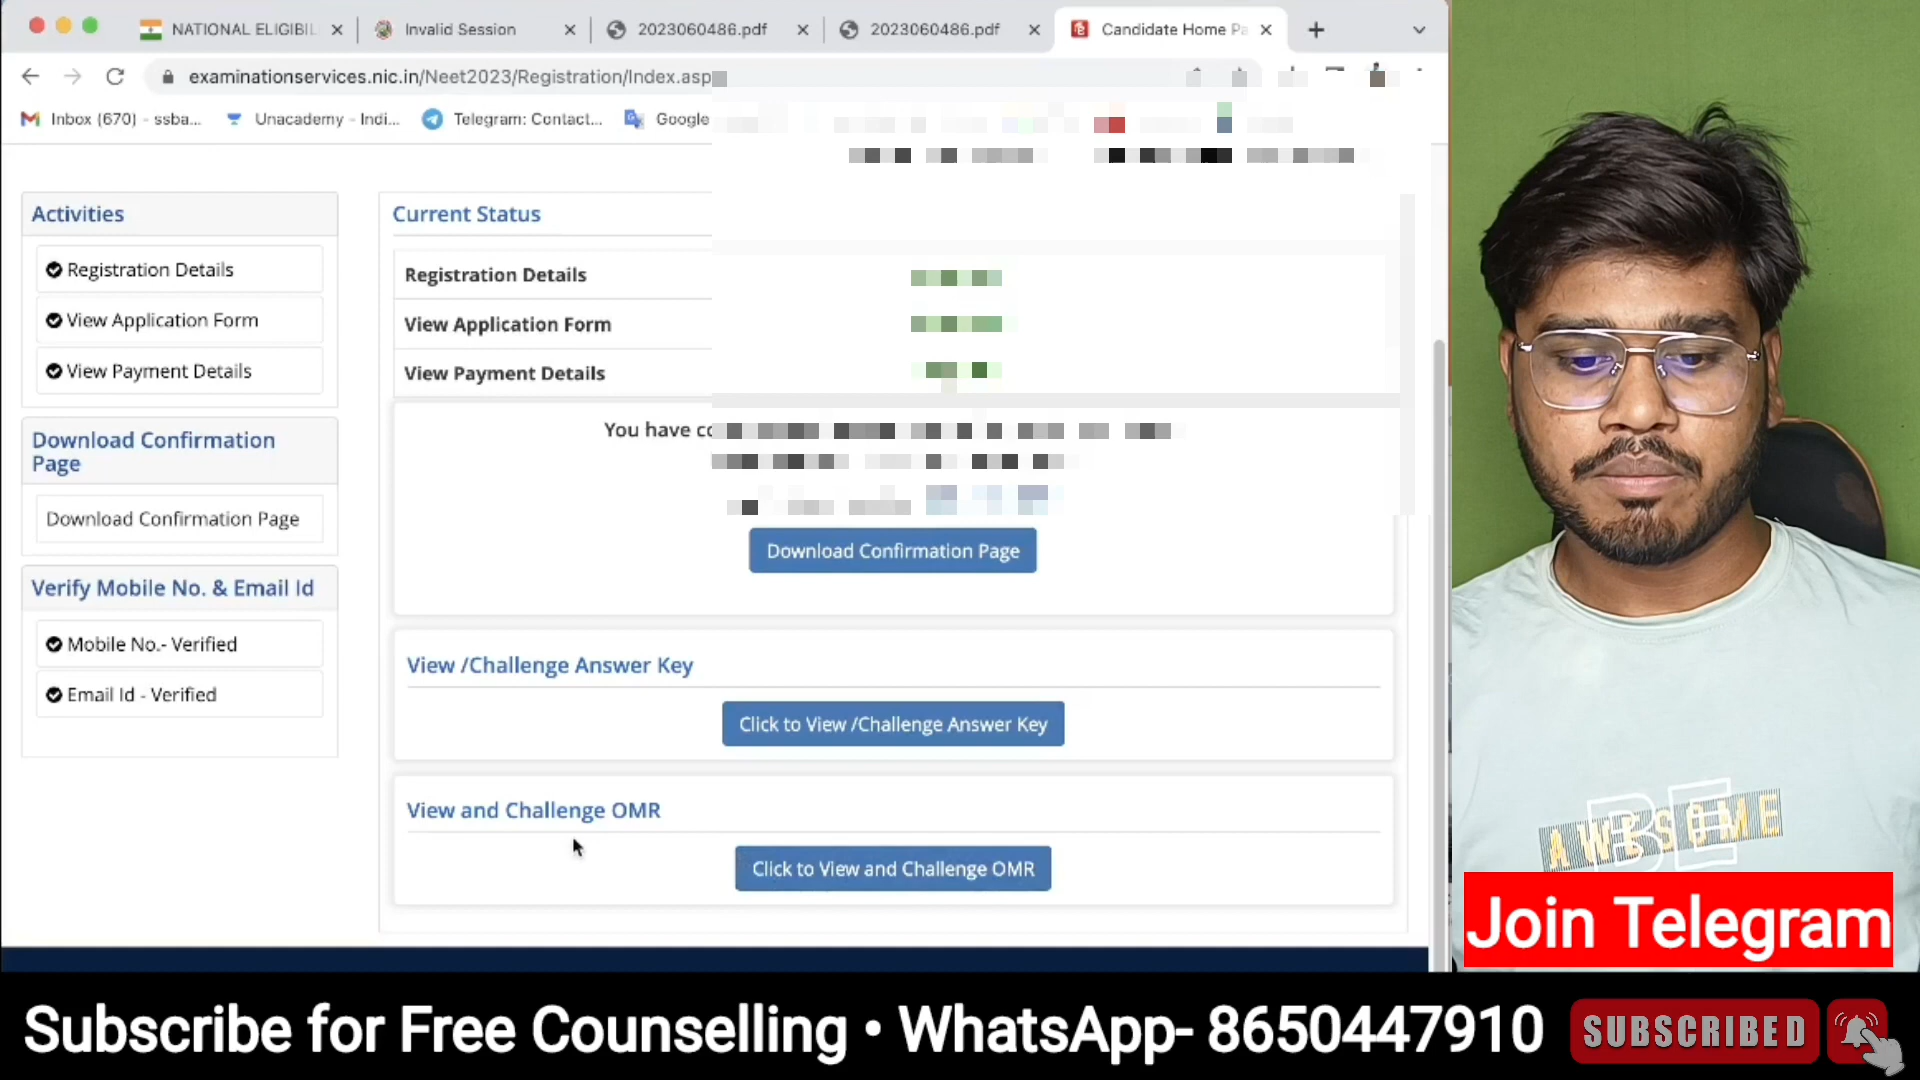 NATIONAL ELIGIBIL
Invalid Session
2023060486.pdf
2023060486.pdf
Candidate Home Pa
examinationservices.nic.in/Neet2023/Registration/Index.asp
Inbox (670) - ssba...
Unacademy - Indi...
Telegram: Contact...
Google
Activities
Registration Details
View Application Form
View Payment Details
Download Confirmation
Page
Download Confirmation Page
Verify Mobile No. & Email Id
Mobile No.- Verified
Email Id - Verified
Current Status
Registration Details
View Application Form
View Payment Details
You have co
Download Confirmation Page
View /Challenge Answer Key
Click to View /Challenge Answer Key
View and Challenge OMR
Click to View and Challenge OMR
BE
AWESOME
Join Telegram
Subscribe for Free Counselling • WhatsApp- 8650447910
SUBSCRIBED